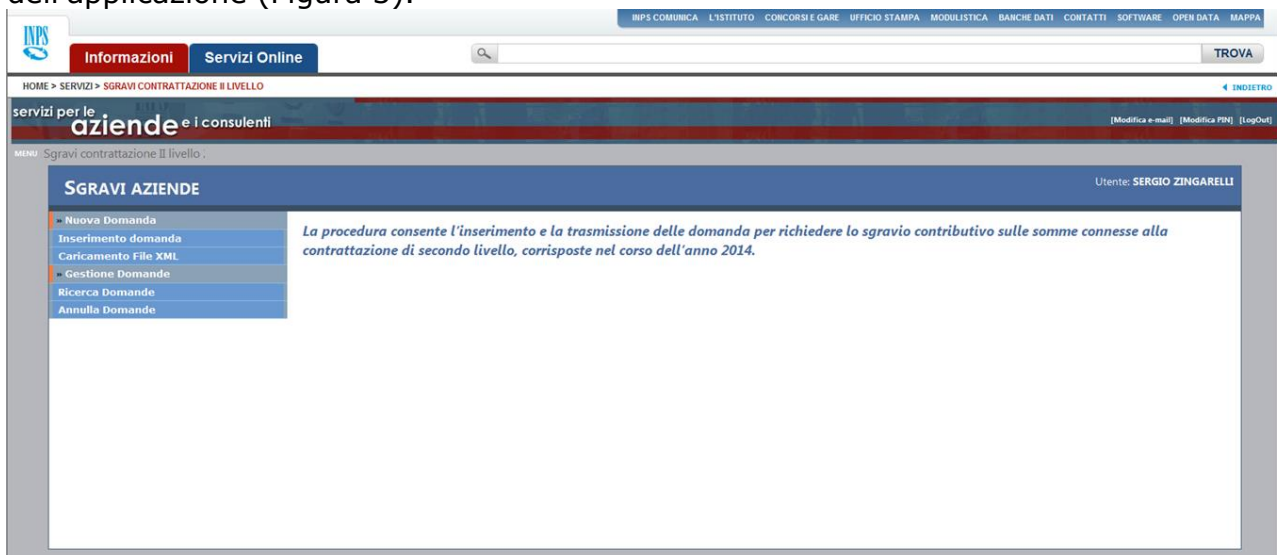 dell'applicazione (Figura 3).
INPS COMUNICA L'ISTITUTO CONCORSI E GARE UFFICIO STAMPA MODULISTICA BANCHE DATI CONTATTI SOFTWARE OPEN DATA MAPPA
INPS
Informazioni Servizi Online TROVA
HOME > SERVIZI > SGRAVI CONTRATTAZIONE II LIVELLO INDIETRO
servizi per le
aziende e i consulenti [Modifica e-mail] [Modifica PIN] [LogOut]
MENU Sgravi contrattazione II livello :
SGRAVI AZIENDE Utente: SERGIO ZINGARELLI
» Nuova Domanda
Inserimento domanda
Caricamento File XML
» Gestione Domande
Ricerca Domande
Annulla Domande
La procedura consente l'inserimento e la trasmissione delle domanda per richiedere lo sgravio contributivo sulle somme connesse alla
contrattazione di secondo livello, corrisposte nel corso dell'anno 2014.